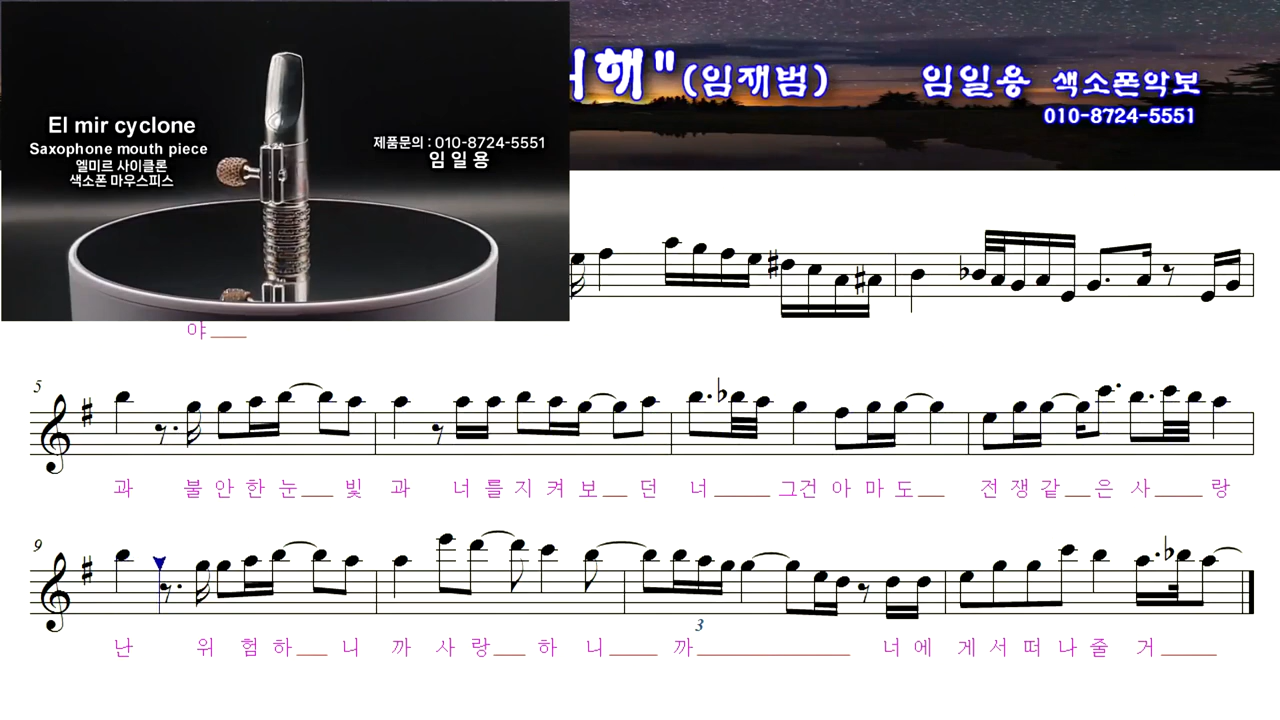 해"(임재범)
임일용 색소폰악보
010-8724-5551
El mir cyclone
Saxophone mouth piece
엘미르 사이클론
색소폰 마우스피스
제품문의 : 010-8724-5551
임 일 용
야
5
과 불 안 한 눈 빛 과 너 를 지 켜 보 던 너 그건 아 마 도 전 쟁 같 은 사 랑
9
3
난 위 험 하 니 까 사 랑 하 니 까 너 에 게 서 떠 나 줄 거